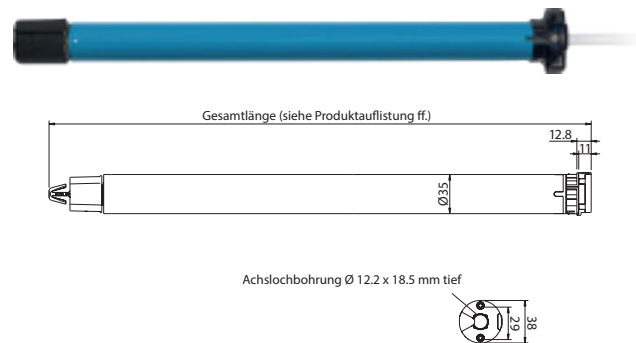 Gesamtlänge (siehe Produktauflistung ff.)
12.8
11
Ø35
Achslochbohrung Ø 12.2 x 18.5 mm tief
29
38